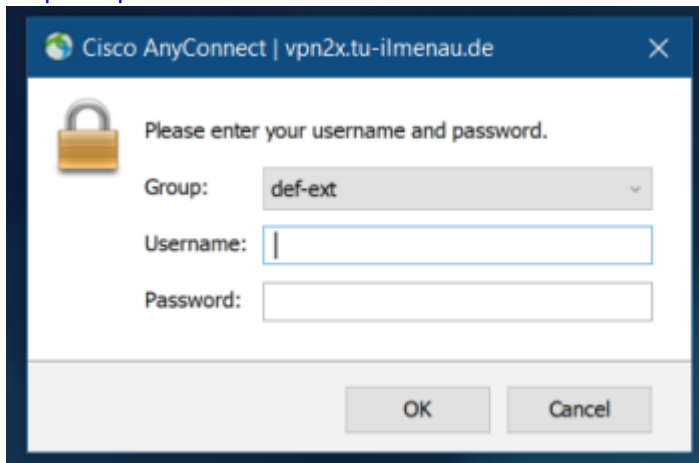 Cisco AnyConnect | vpn2x.tu-ilmenau.de
Please enter your username and password.
Group: def-ext
Username:
Password:
OK Cancel